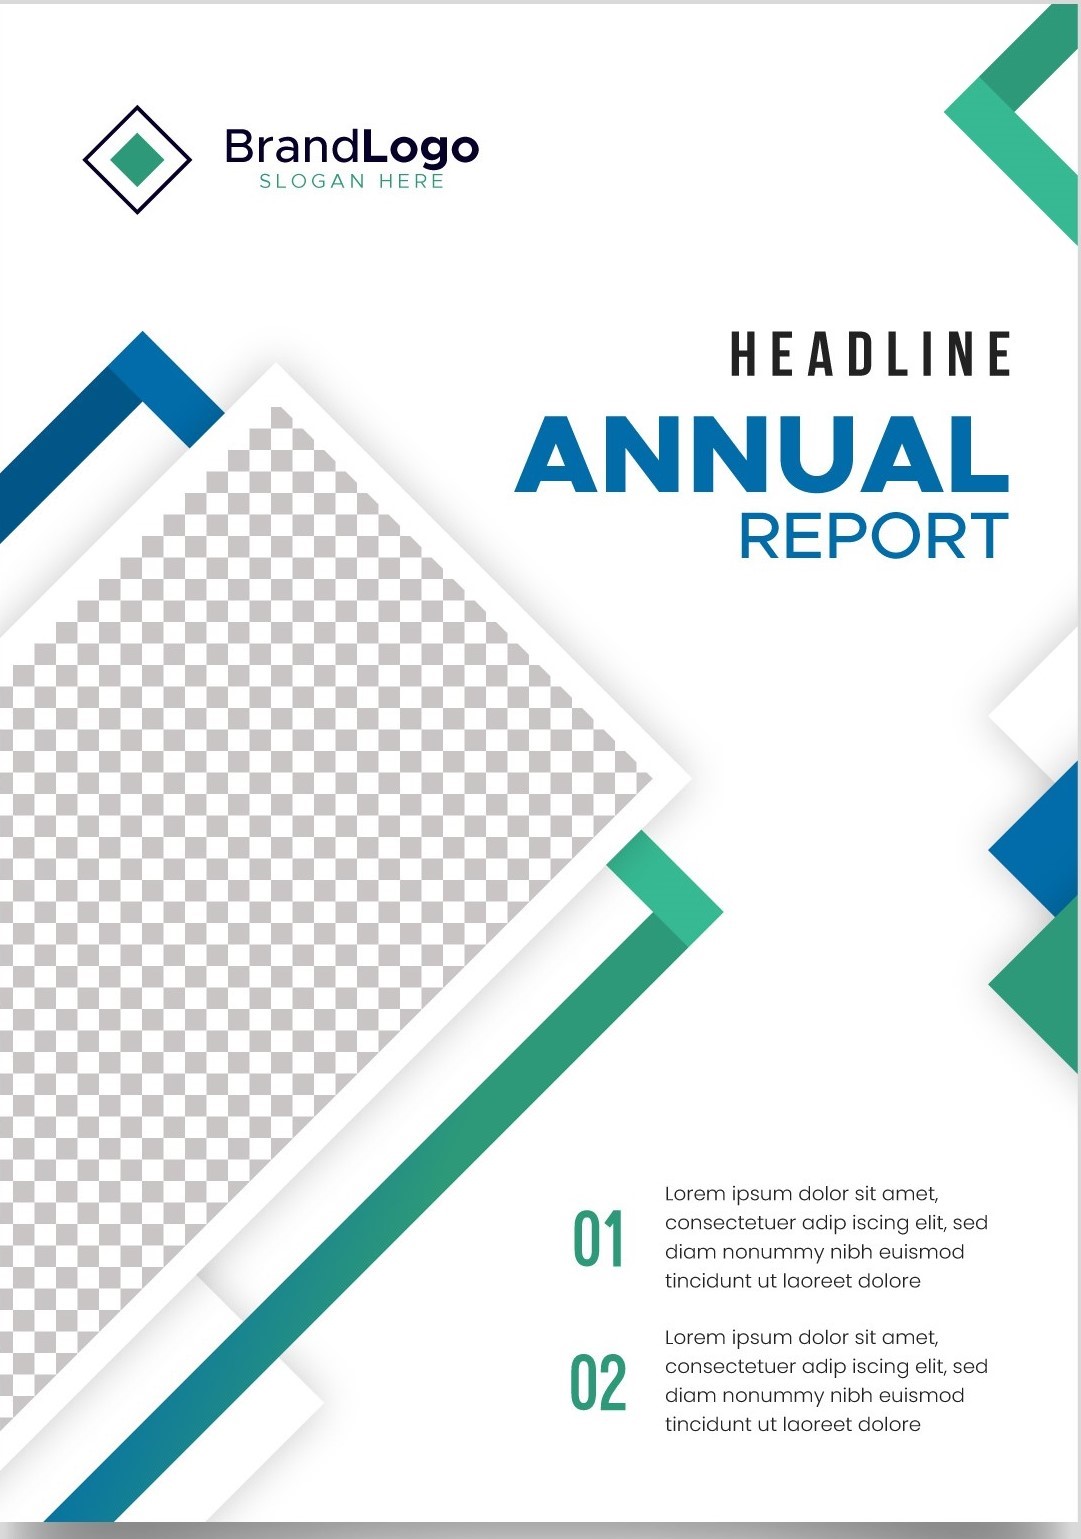 BrandLogo
SLOGAN HERE
HEADLINE
ANNUAL
REPORT
01
Lorem ipsum dolor sit amet,
consectetuer adip iscing elit, sed
diam nonummy nibh euismod
tincidunt ut laoreet dolore
02
Lorem ipsum dolor sit amet,
consectetuer adip iscing elit, sed
diam nonummy nibh euismod
tincidunt ut laoreet dolore